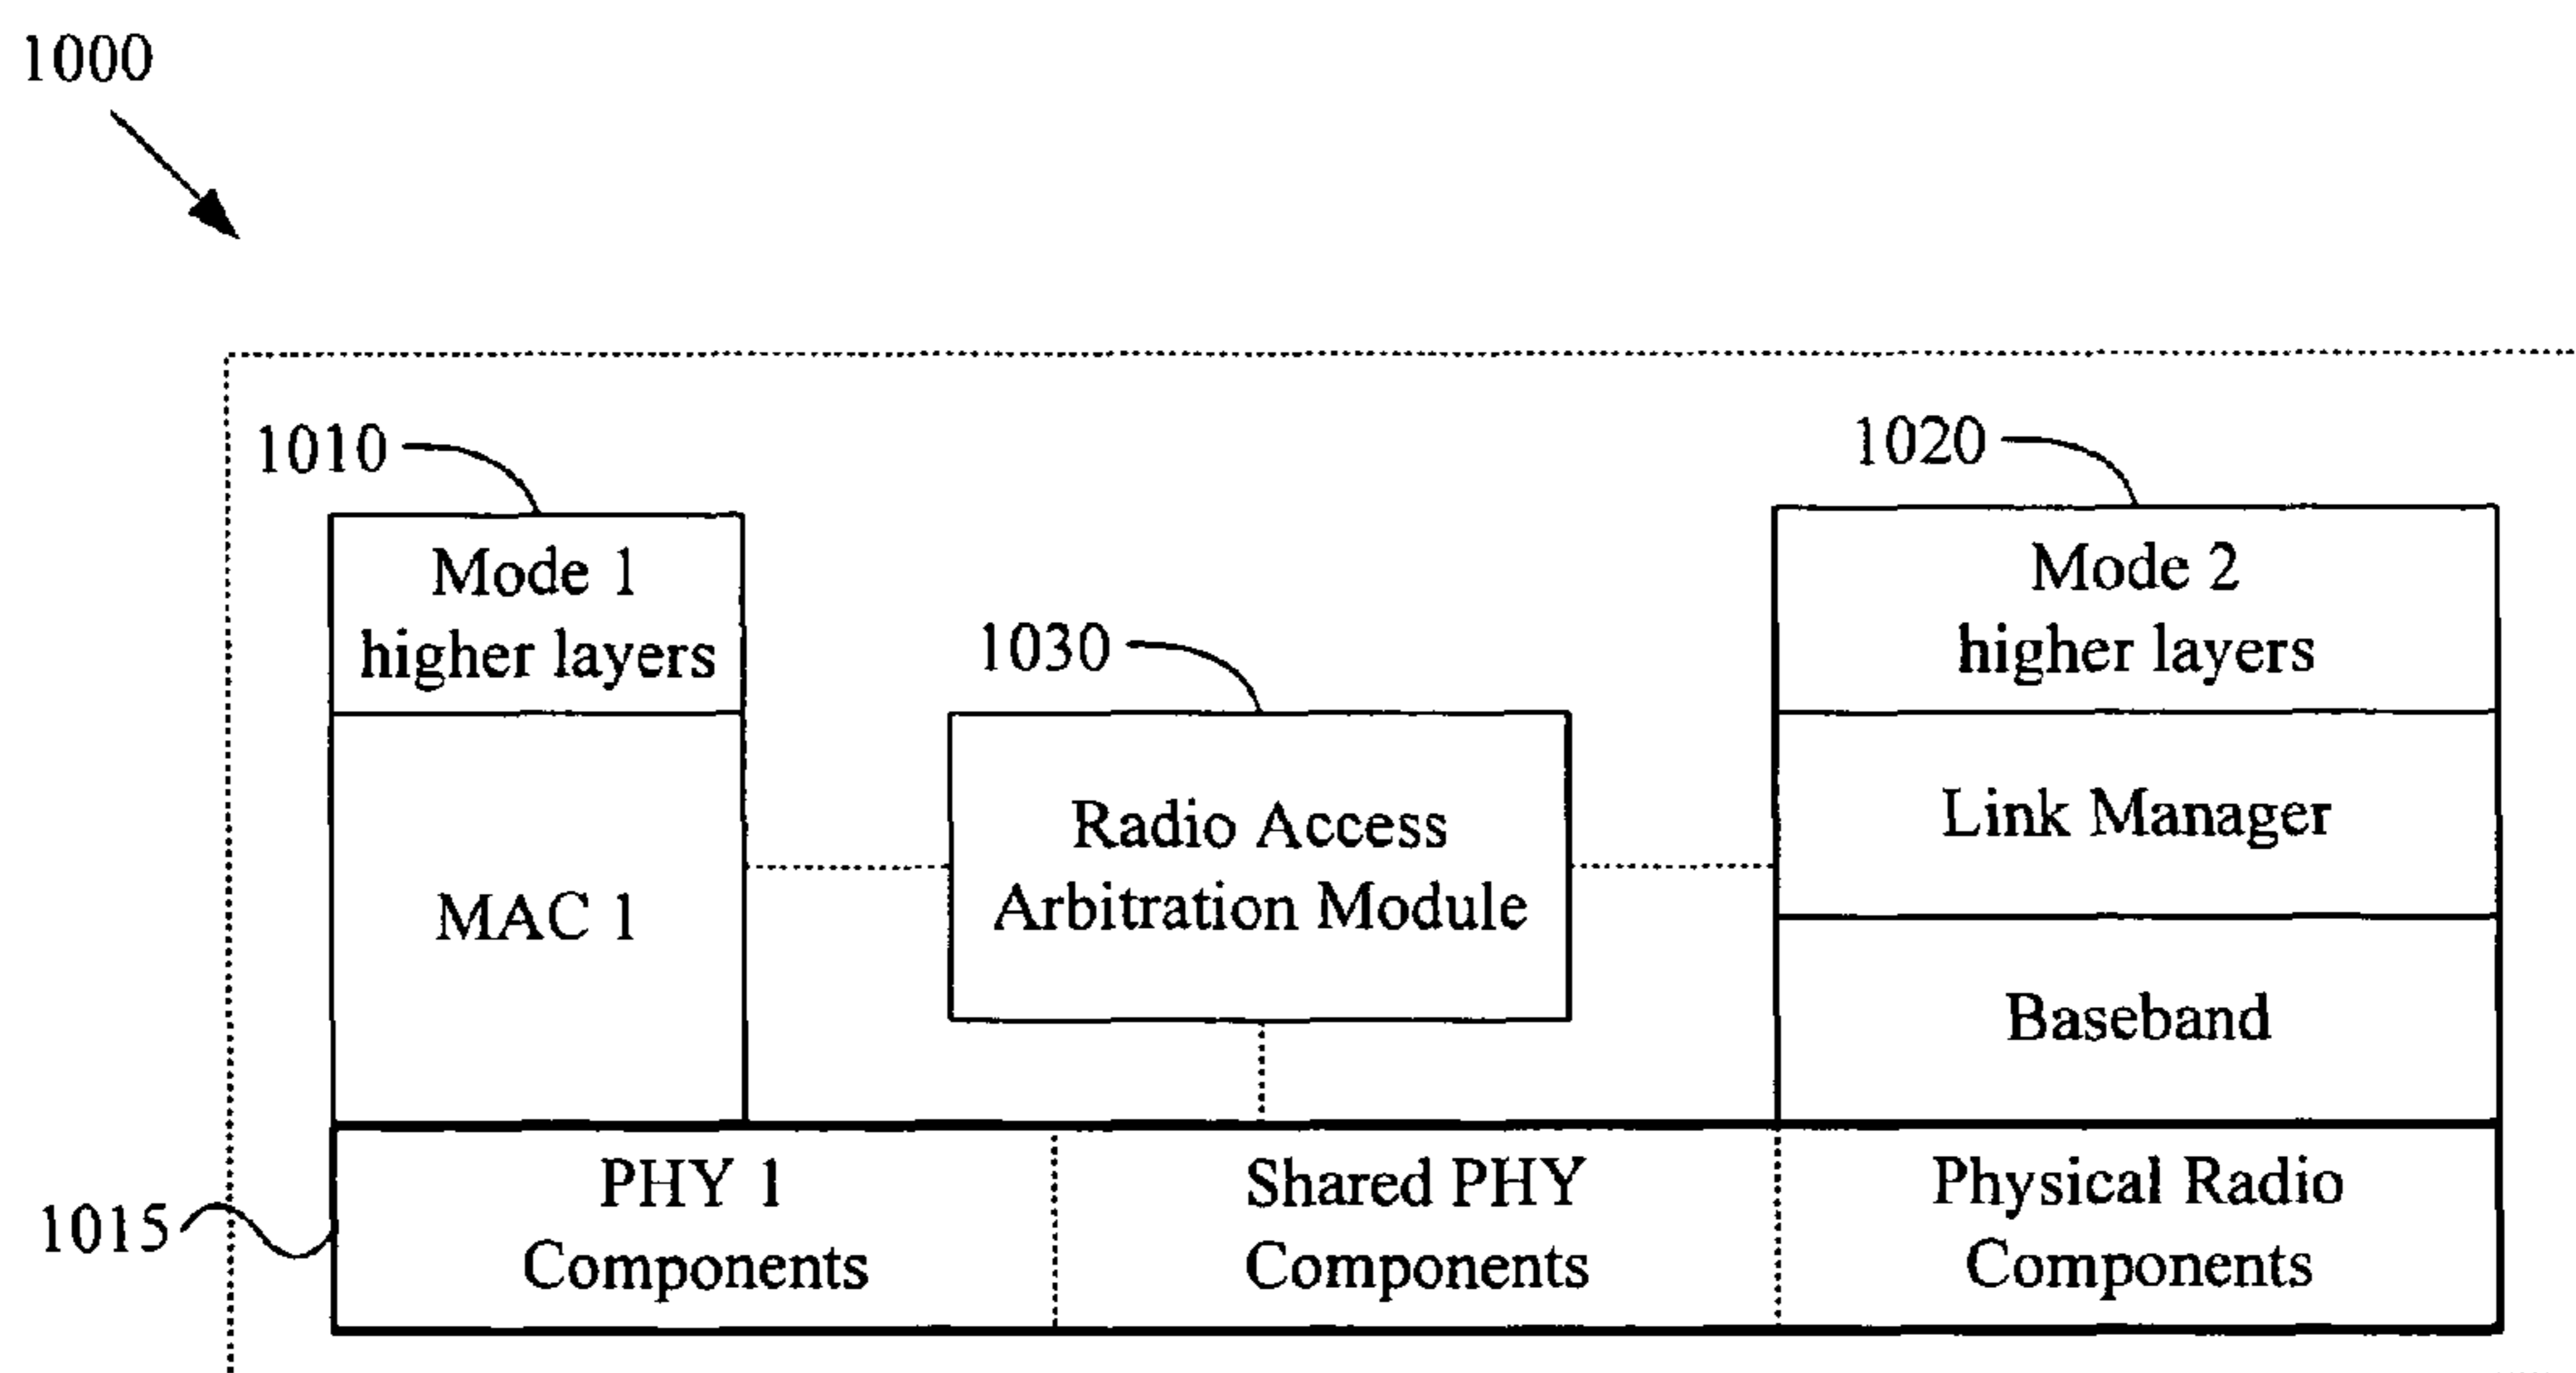 1000
1010
1020
Mode 1
higher layers
Mode 2
higher layers
1030
Radio Access
Arbitration Module
Link Manager
MAC 1
Baseband
1015
PHY 1
Components
Shared PHY
Components
Physical Radio
Components